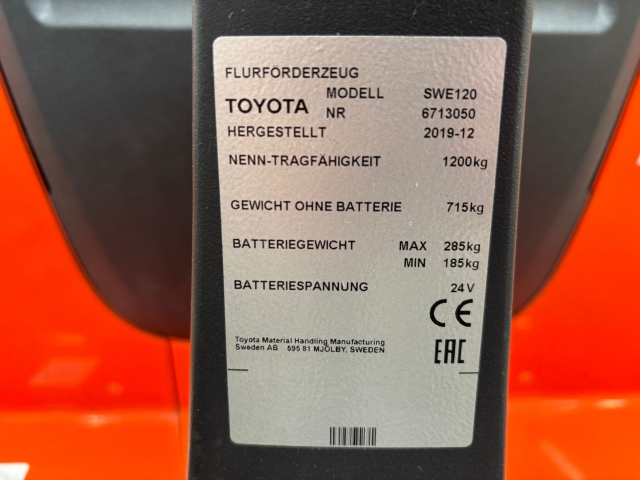 FLURFÖRDERZEUG
MODELL SWE120
TOYOTA NR 6713050
HERGESTELLT 2019-12
NENN-TRAGFÄHIGKEIT 1200kg
GEWICHT OHNE BATTERIE 715kg
BATTERIEGEWICHT MAX 285kg
MIN 185kg
BATTERIESPANNUNG 24V
CE
EAC
Toyota Material Handling Manufacturing
Sweden AB 595 81 MJÖLBY, SWEDEN